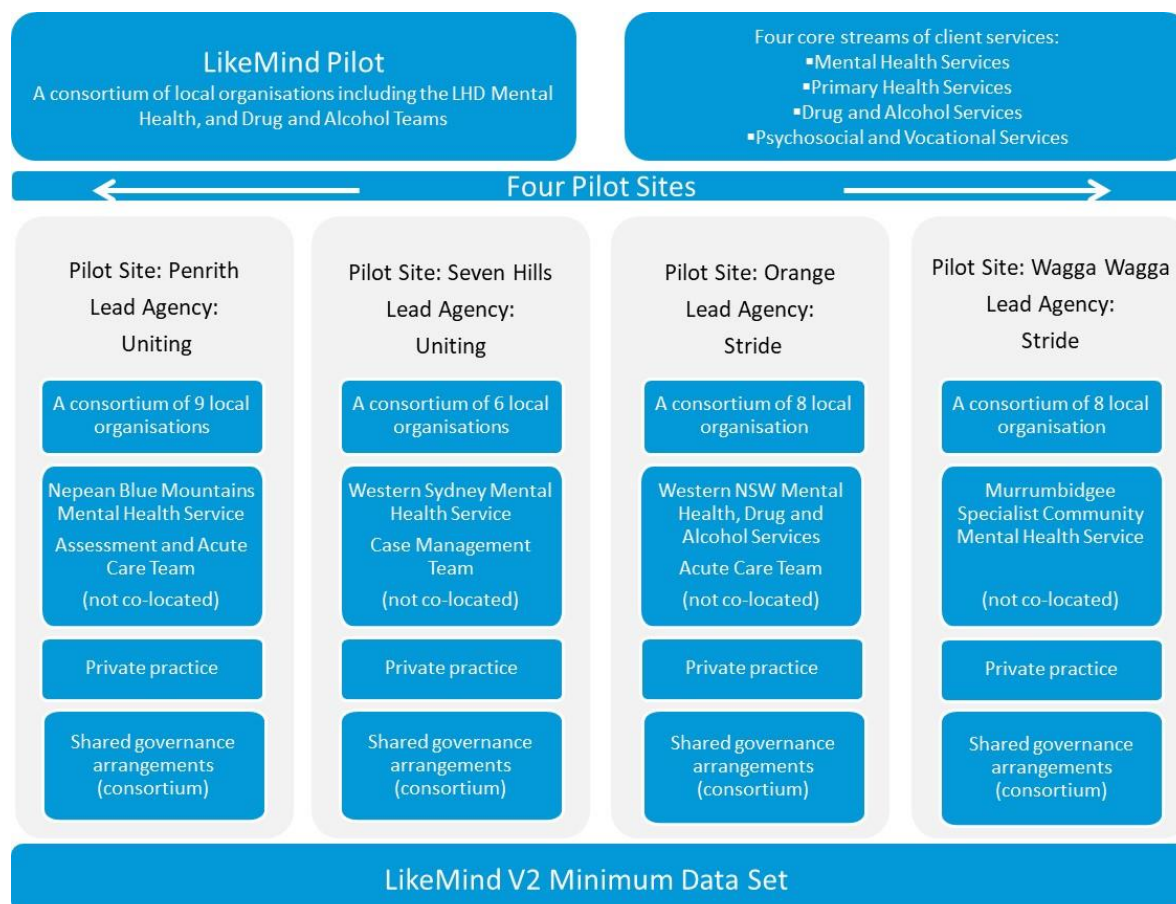 LikeMind Pilot
A consortium of local organisations including the LHD Mental
Health, and Drug and Alcohol Teams
Four core streams of client services:
▪Mental Health Services
▪Primary Health Services
▪Drug and Alcohol Services
▪Psychosocial and Vocational Services
Four Pilot Sites
Pilot Site: Penrith
Lead Agency:
Uniting
A consortium of 9 local
organisations
Nepean Blue Mountains
Mental Health Service
Assessment and Acute
Care Team
(not co-located)
Private practice
Shared governance
arrangements
(consortium)
Pilot Site: Seven Hills
Lead Agency:
Uniting
A consortium of 6 local
organisations
Western Sydney Mental
Health Service
Case Management
Team
(not co-located)
Private practice
Shared governance
arrangements
(consortium)
Pilot Site: Orange
Lead Agency:
Stride
A consortium of 8 local
organisation
Western NSW Mental
Health, Drug and
Alcohol Services
Acute Care Team
(not co-located)
Private practice
Shared governance
arrangements
(consortium)
Pilot Site: Wagga Wagga
Lead Agency:
Stride
A consortium of 8 local
organisation
Murrumbidgee
Specialist Community
Mental Health Service
(not co-located)
Private practice
Shared governance
arrangements
(consortium)
LikeMind V2 Minimum Data Set